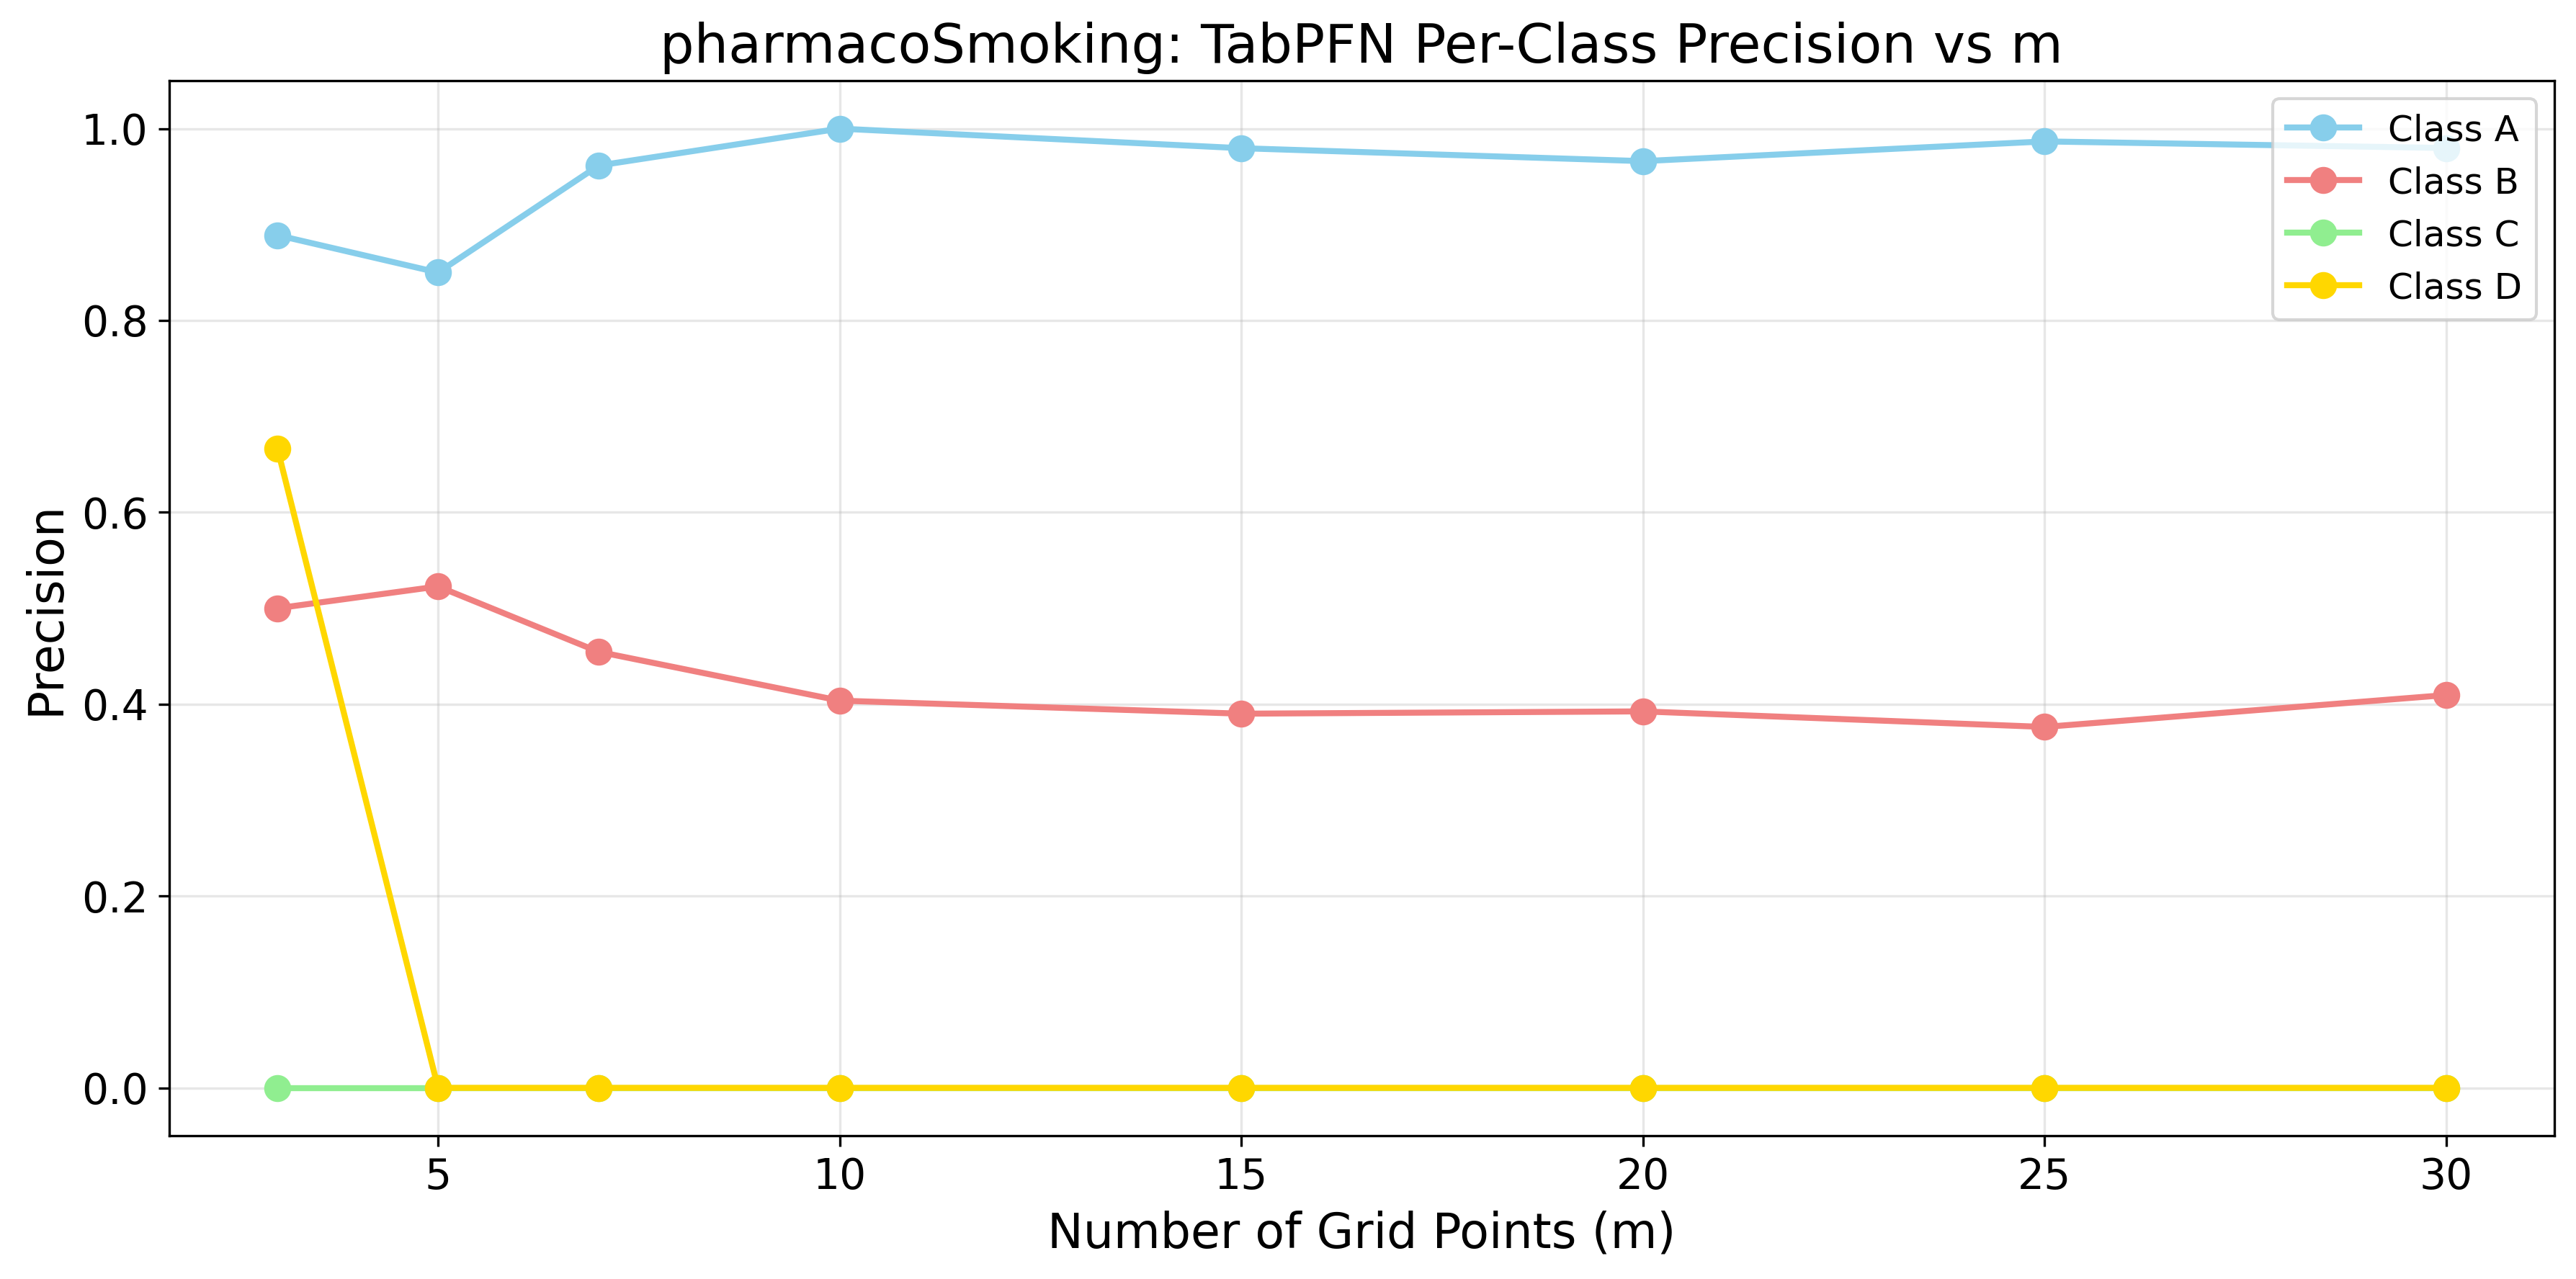 pharmacoSmoking: TabPFN Per-Class Precision vs m
1.0
0.8
0.6
0.4
0.2
0.0
Precision
Class A
Class B
Class C
Class D
5 10 15 20 25 30
Number of Grid Points (m)